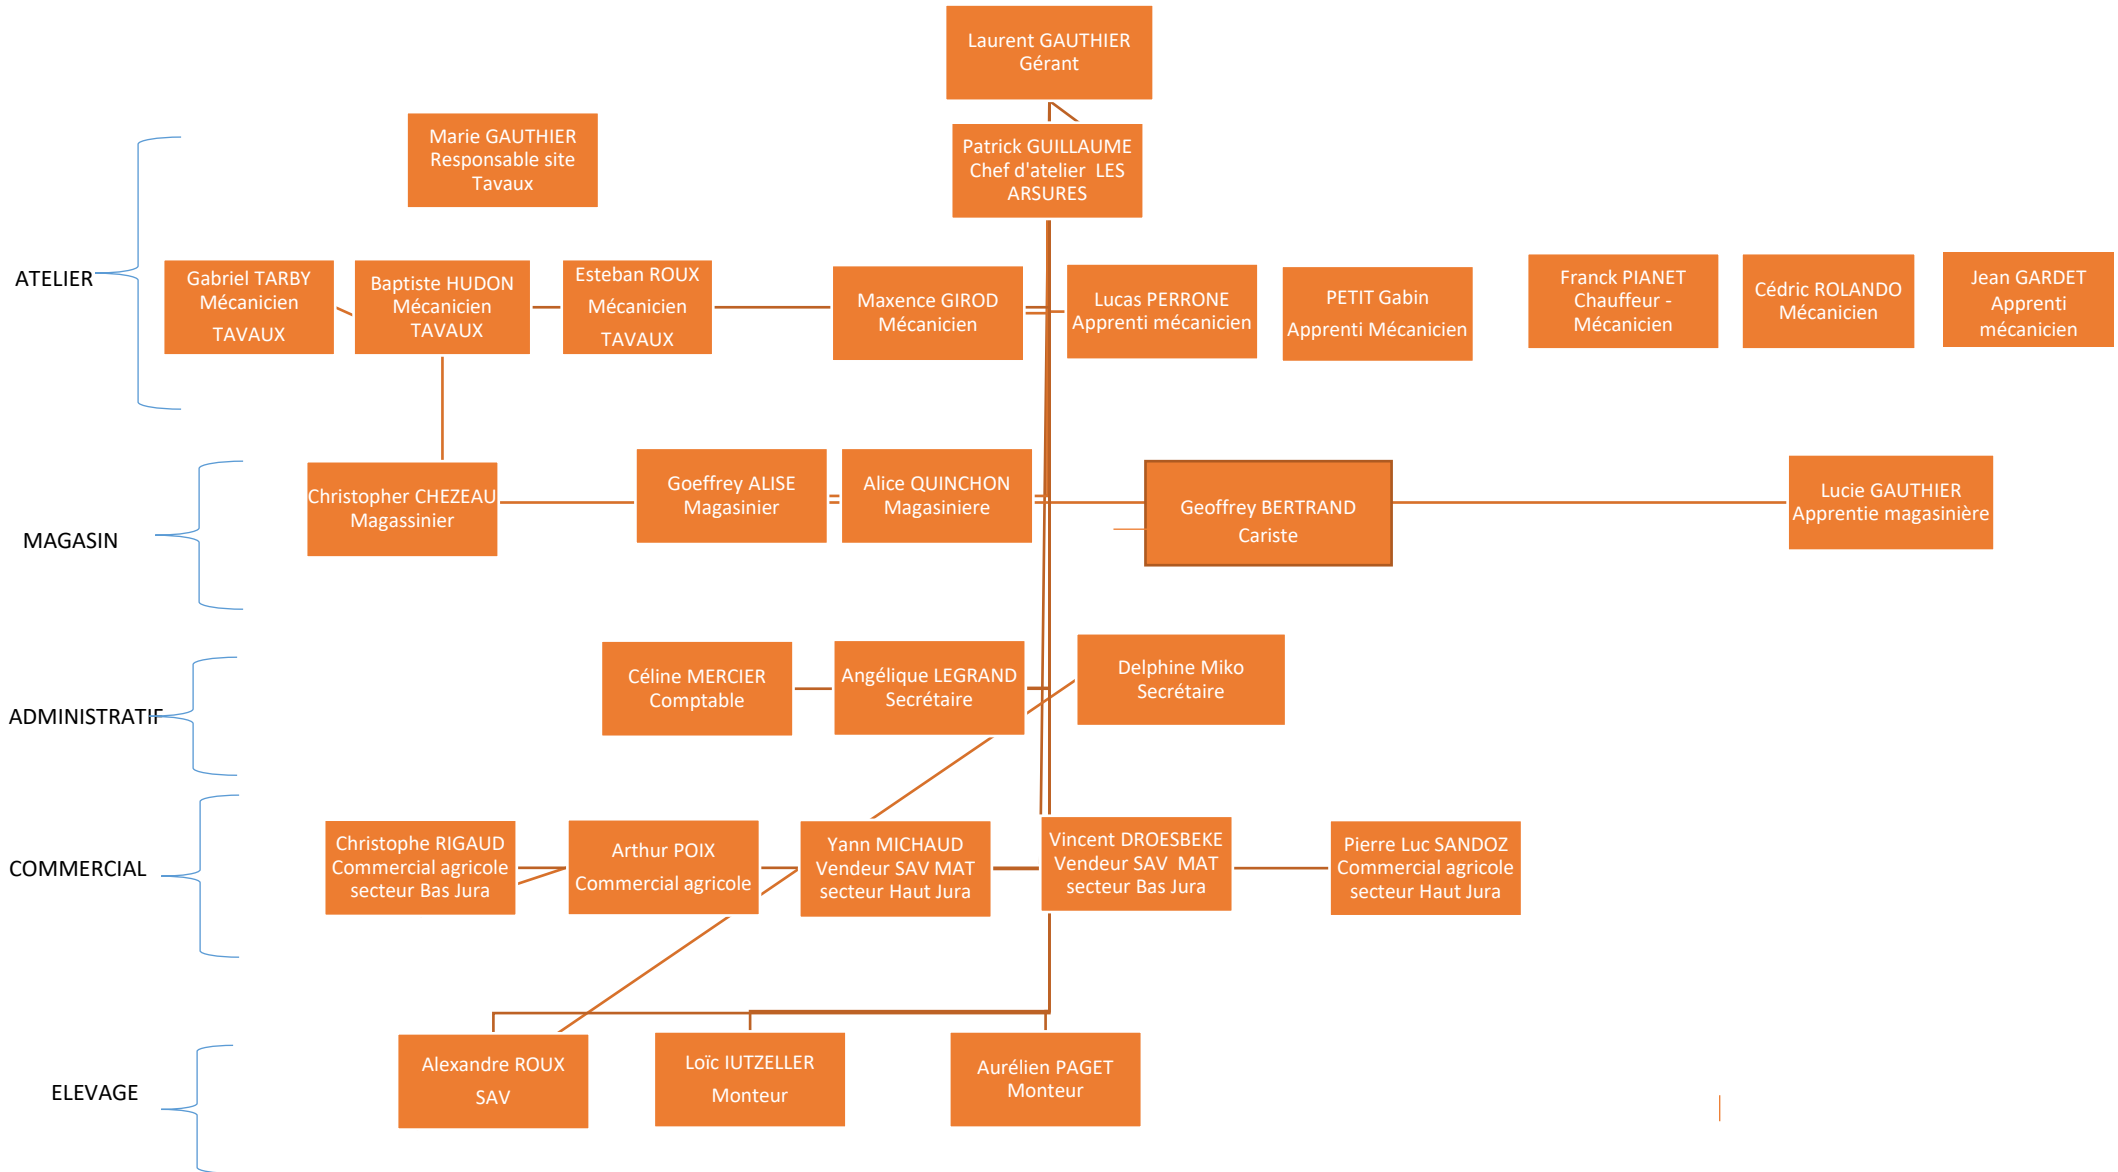 Laurent GAUTHIER
Gérant
Marie GAUTHIER
Responsable site
Tavaux
Patrick GUILLAUME
Chef d'atelier  LES
ARSURES
ATELIER
Gabriel TARBY
Mécanicien
TAVAUX
Baptiste HUDON
Mécanicien
TAVAUX
Esteban ROUX
Mécanicien
TAVAUX
Maxence GIROD
Mécanicien
Lucas PERRONE
Apprenti mécanicien
PETIT Gabin
Apprenti Mécanicien
Franck PIANET
Chauffeur -
Mécanicien
Cédric ROLANDO
Mécanicien
Jean GARDET
Apprenti
mécanicien
MAGASIN
Christopher CHEZEAU
Magassinier
Goeffrey ALISE
Magasinier
Alice QUINCHON
Magasiniere
Geoffrey BERTRAND
Cariste
Lucie GAUTHIER
Apprentie magasinière
ADMINISTRATIF
Céline MERCIER
Comptable
Angélique LEGRAND
Secrétaire
Delphine Miko
Secrétaire
COMMERCIAL
Christophe RIGAUD
Commercial agricole
secteur Bas Jura
Arthur POIX
Commercial agricole
Yann MICHAUD
Vendeur SAV MAT
secteur Haut Jura
Vincent DROESBEKE
Vendeur SAV  MAT
secteur Bas Jura
Pierre Luc SANDOZ
Commercial agricole
secteur Haut Jura
ELEVAGE
Alexandre ROUX
SAV
Loïc IUTZELLER
Monteur
Aurélien PAGET
Monteur